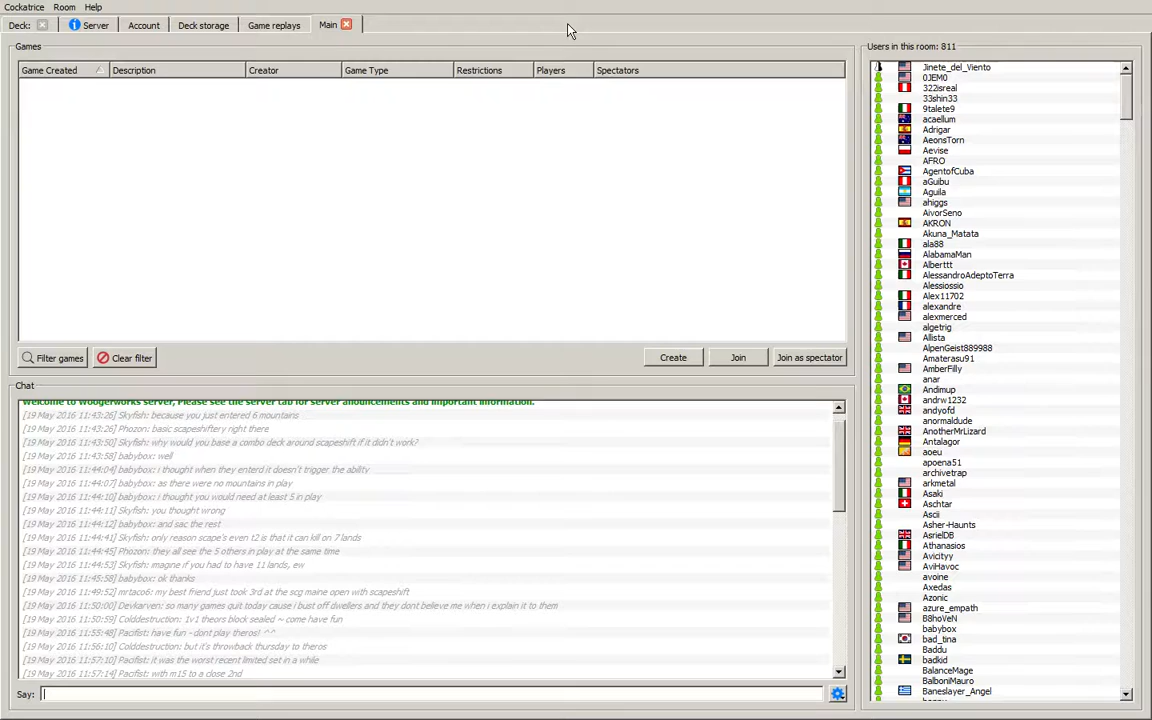 Cockatrice Room Help
Deck: Server Account Deck storage Game replays Main
Games
Game Created Description Creator Game Type Restrictions Players Spectators
Filter games Clear filter Create Join Join as spectator
Chat
Welcome to Woogerworks server, Please see the server tab for server anouncements and important information.
[19 May 2016 11:43:26] Skyfish: because you just entered 6 mountains
[19 May 2016 11:43:26] Phozon: basic scapeshiftery right there
[19 May 2016 11:43:50] Skyfish: why would you base a combo deck around scapeshift if it didn't work?
[19 May 2016 11:43:58] babybox: well
[19 May 2016 11:44:04] babybox: i thought when they enterd it doesn't trigger the ability
[19 May 2016 11:44:07] babybox: as there were no mountains in play
[19 May 2016 11:44:10] babybox: i thought you would need at least 5 in play
[19 May 2016 11:44:11] Skyfish: you thought wrong
[19 May 2016 11:44:12] babybox: and sac the rest
[19 May 2016 11:44:41] Skyfish: only reason scape's even t2 is that it can kill on 7 lands
[19 May 2016 11:44:45] Phozon: they all see the 5 others in play at the same time
[19 May 2016 11:44:53] Skyfish: imagine if you had to have 11 lands, ew
[19 May 2016 11:45:58] babybox: ok thanks
[19 May 2016 11:49:52] mrtaco6: my best friend just took 3rd at the scg maine open with scapeshift
[19 May 2016 11:50:00] Devkarven: so many games quit today cause i bust off dwellers and they dont believe me when i explain it to them
[19 May 2016 11:50:59] Colddestruction: 1v1 theors block sealed ~ come have fun
[19 May 2016 11:55:48] Pacifist: have fun - dont play theros! ^^
[19 May 2016 11:56:10] Colddestruction: but it's throwback thursday to theros
[19 May 2016 11:57:10] Pacifist: it was the worst recent limited set in a while
[19 May 2016 11:57:14] Pacifist: with m15 to a close 2nd
Say:
Users in this room: 811
Jinete_del_Viento
0JEM0
322isreal
33shin33
9talete9
acaellum
Adrigar
AeonsTorn
Aevise
AFRO
AgentofCuba
aGuibu
Aguila
ahiggs
AivorSeno
AKRON
Akuna_Matata
ala88
AlabamaMan
Alberttt
AlessandroAdeptoTerra
Alessiossio
Alex11702
alexandre
alexmerced
algetrig
Allista
AlpenGeist889988
Amaterasu91
AmberFilly
anar
Andimup
andrw1232
andyofd
anormaldude
AnotherMrLizard
Antalagor
aoeu
apoena51
archivetrap
arkmetal
Asaki
Aschtar
Ascii
Asher-Haunts
AsrielDB
Athanasios
Avicityy
AviHavoc
avoine
Axedas
Azonic
azure_empath
B8hoVeN
babybox
bad_tina
Baddu
badkid
BalanceMage
BalboniMauro
Baneslayer_Angel